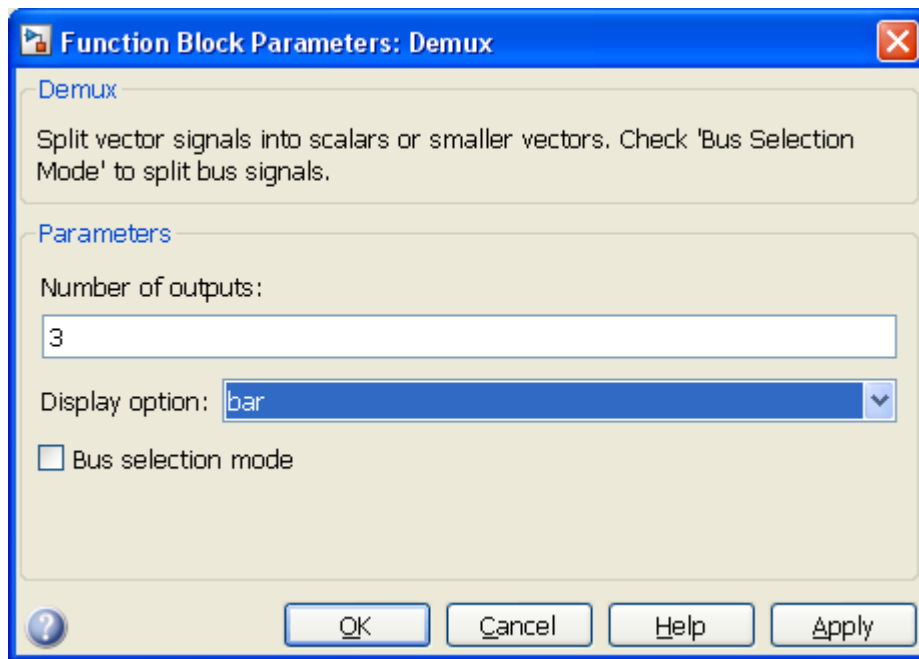 Function Block Parameters: Demux
Demux
Split vector signals into scalars or smaller vectors. Check 'Bus Selection
Mode' to split bus signals.
Parameters
Number of outputs:
3
Display option: bar
Bus selection mode
? OK Cancel Help Apply